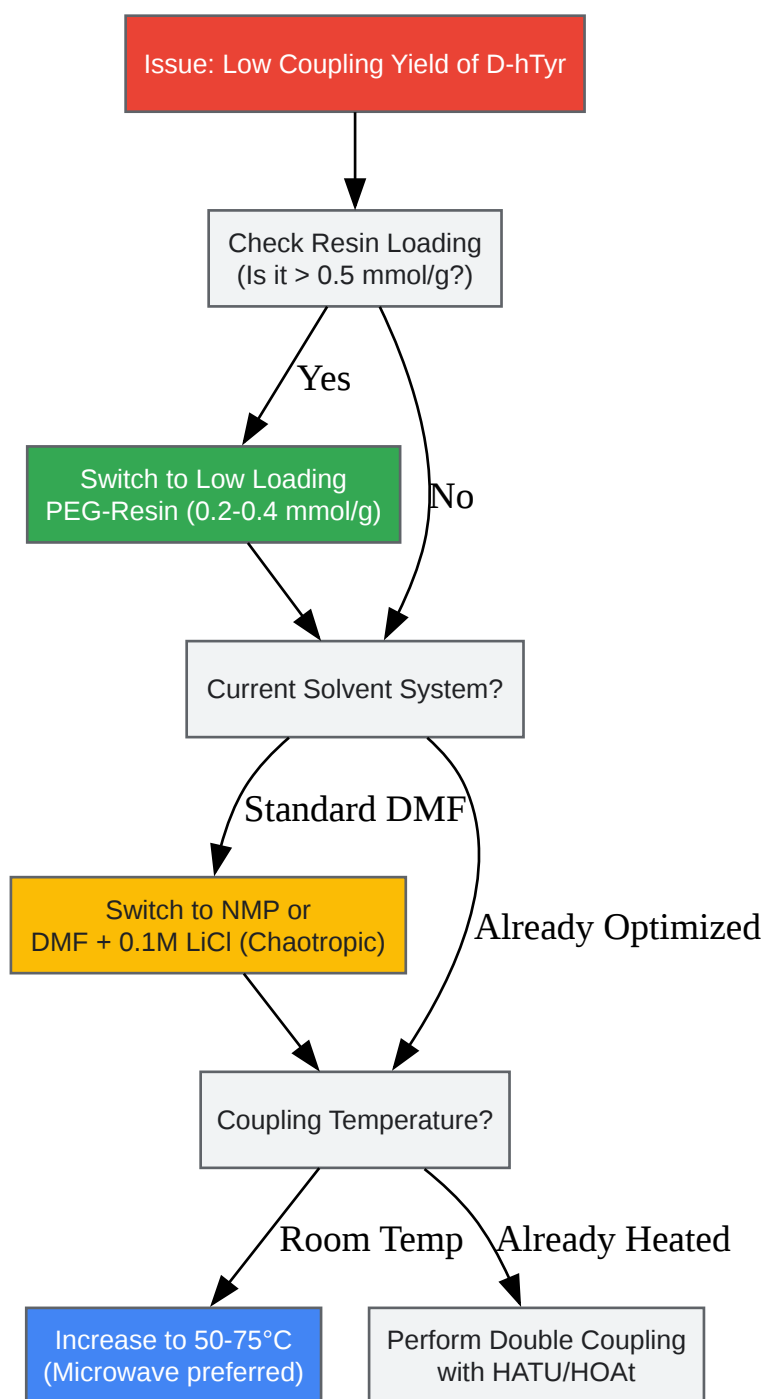 Issue: Low Coupling Yield of D-hTyr
Check Resin Loading
(Is it > 0.5 mmol/g?)
Yes
Switch to Low Loading
PEG-Resin (0.2-0.4 mmol/g)
No
Current Solvent System?
Standard DMF
Switch to NMP or
DMF + 0.1M LiCl (Chaotropic)
Already Optimized
Coupling Temperature?
Room Temp
Already Heated
Increase to 50-75°C
(Microwave preferred)
Perform Double Coupling
with HATU/HOAt